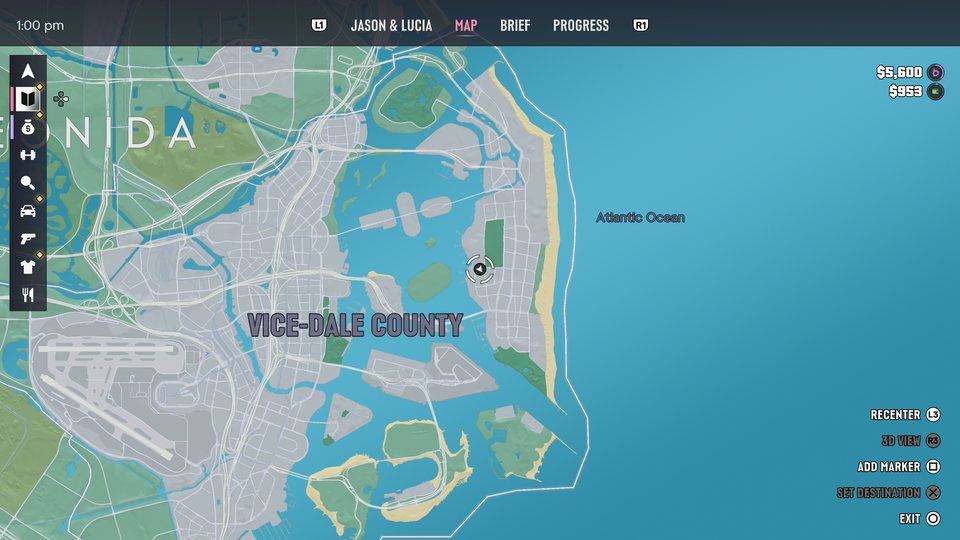 1:00 pm
L1 JASON & LUCIA MAP BRIEF PROGRESS R1
$5,600
$953
EONIDA
Atlantic Ocean
VICE-DALE COUNTY
RECENTER L3
3D VIEW R3
ADD MARKER
SET DESTINATION
EXIT